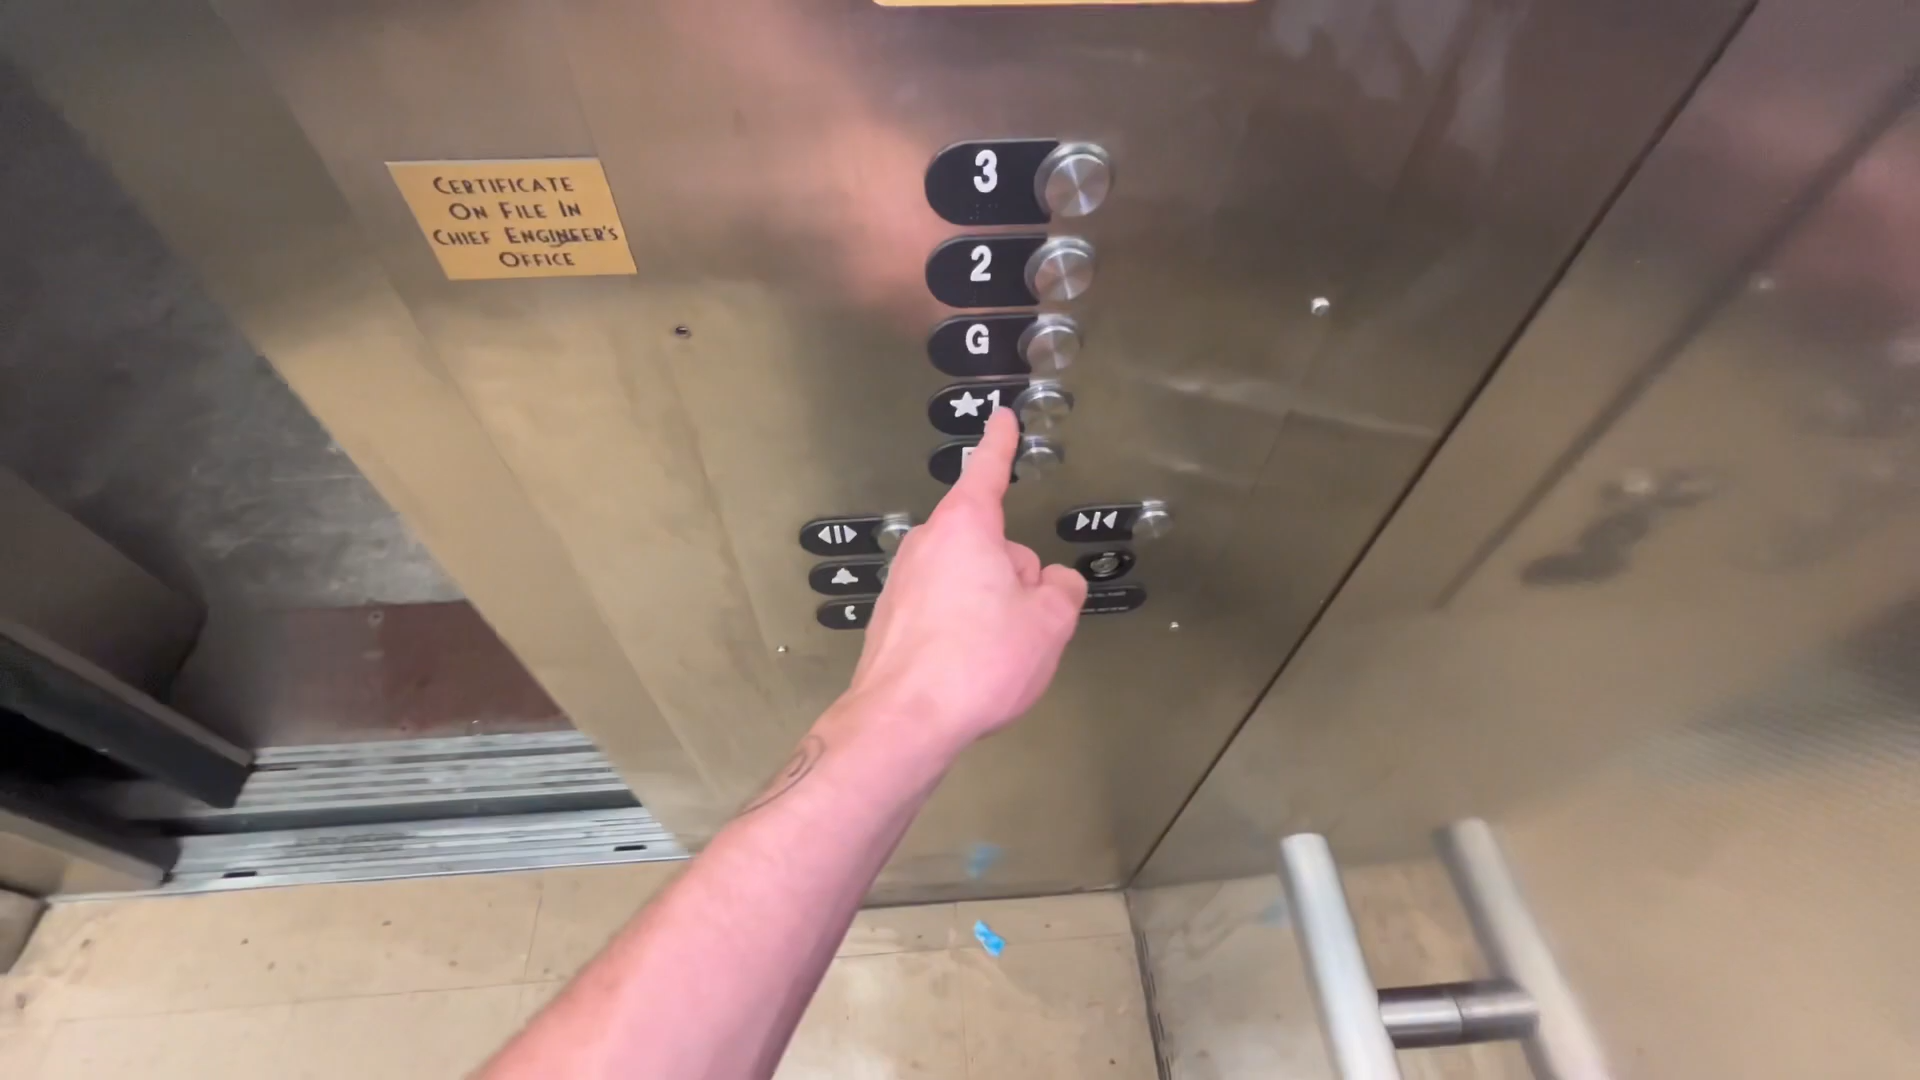 CERTIFICATE
ON FILE IN
CHIEF ENGINEER'S
OFFICE
3
2
G
★1